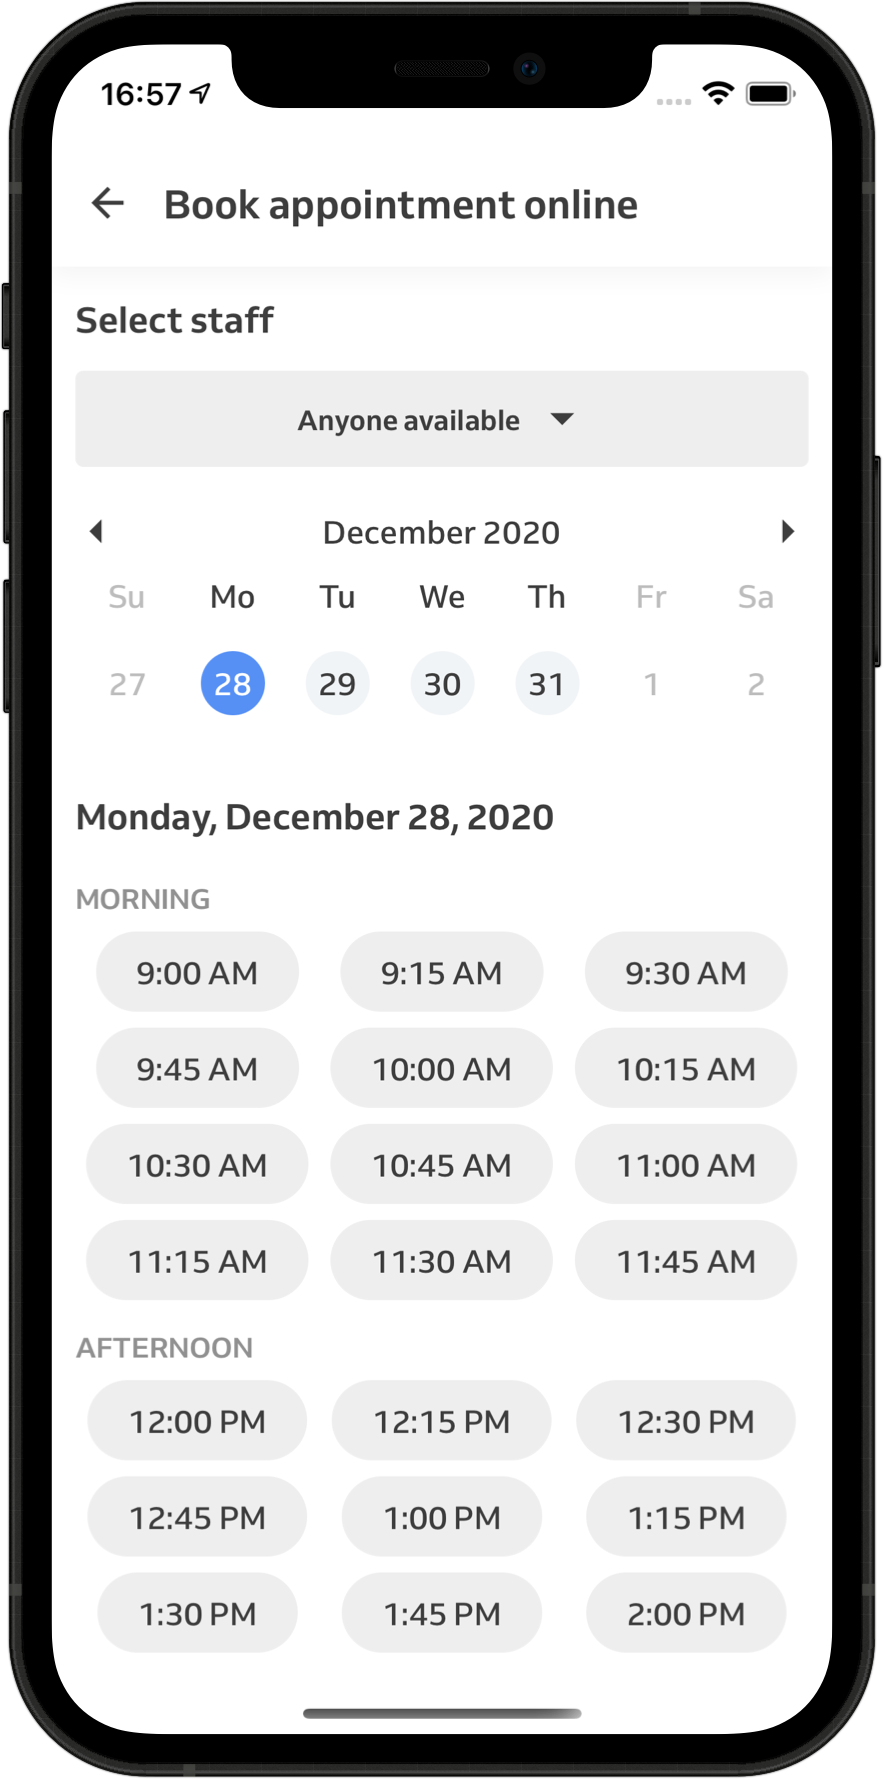 16:57
Book appointment online
Select staff
Anyone available
December 2020
Su Mo Tu We Th Fr Sa
27 28 29 30 31 1 2
Monday, December 28, 2020
MORNING
9:00 AM 9:15 AM 9:30 AM
9:45 AM 10:00 AM 10:15 AM
10:30 AM 10:45 AM 11:00 AM
11:15 AM 11:30 AM 11:45 AM
AFTERNOON
12:00 PM 12:15 PM 12:30 PM
12:45 PM 1:00 PM 1:15 PM
1:30 PM 1:45 PM 2:00 PM